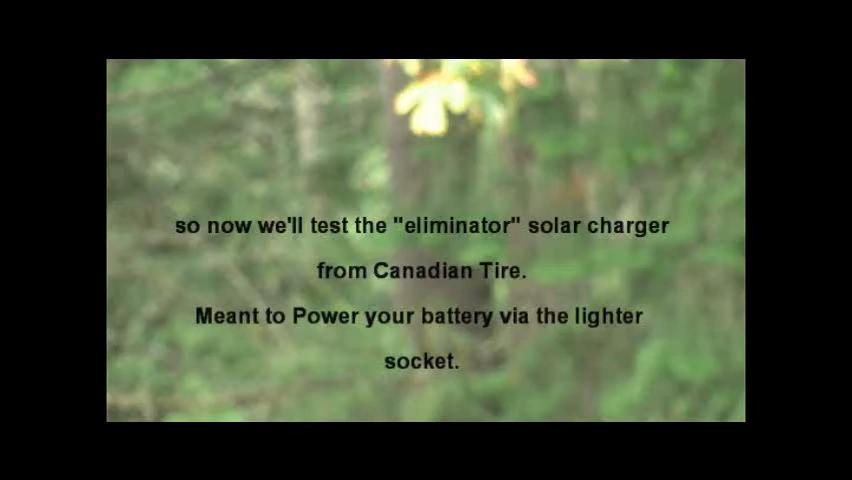 so now we'll test the "eliminator" solar charger
from Canadian Tire.
Meant to Power your battery via the lighter
socket.